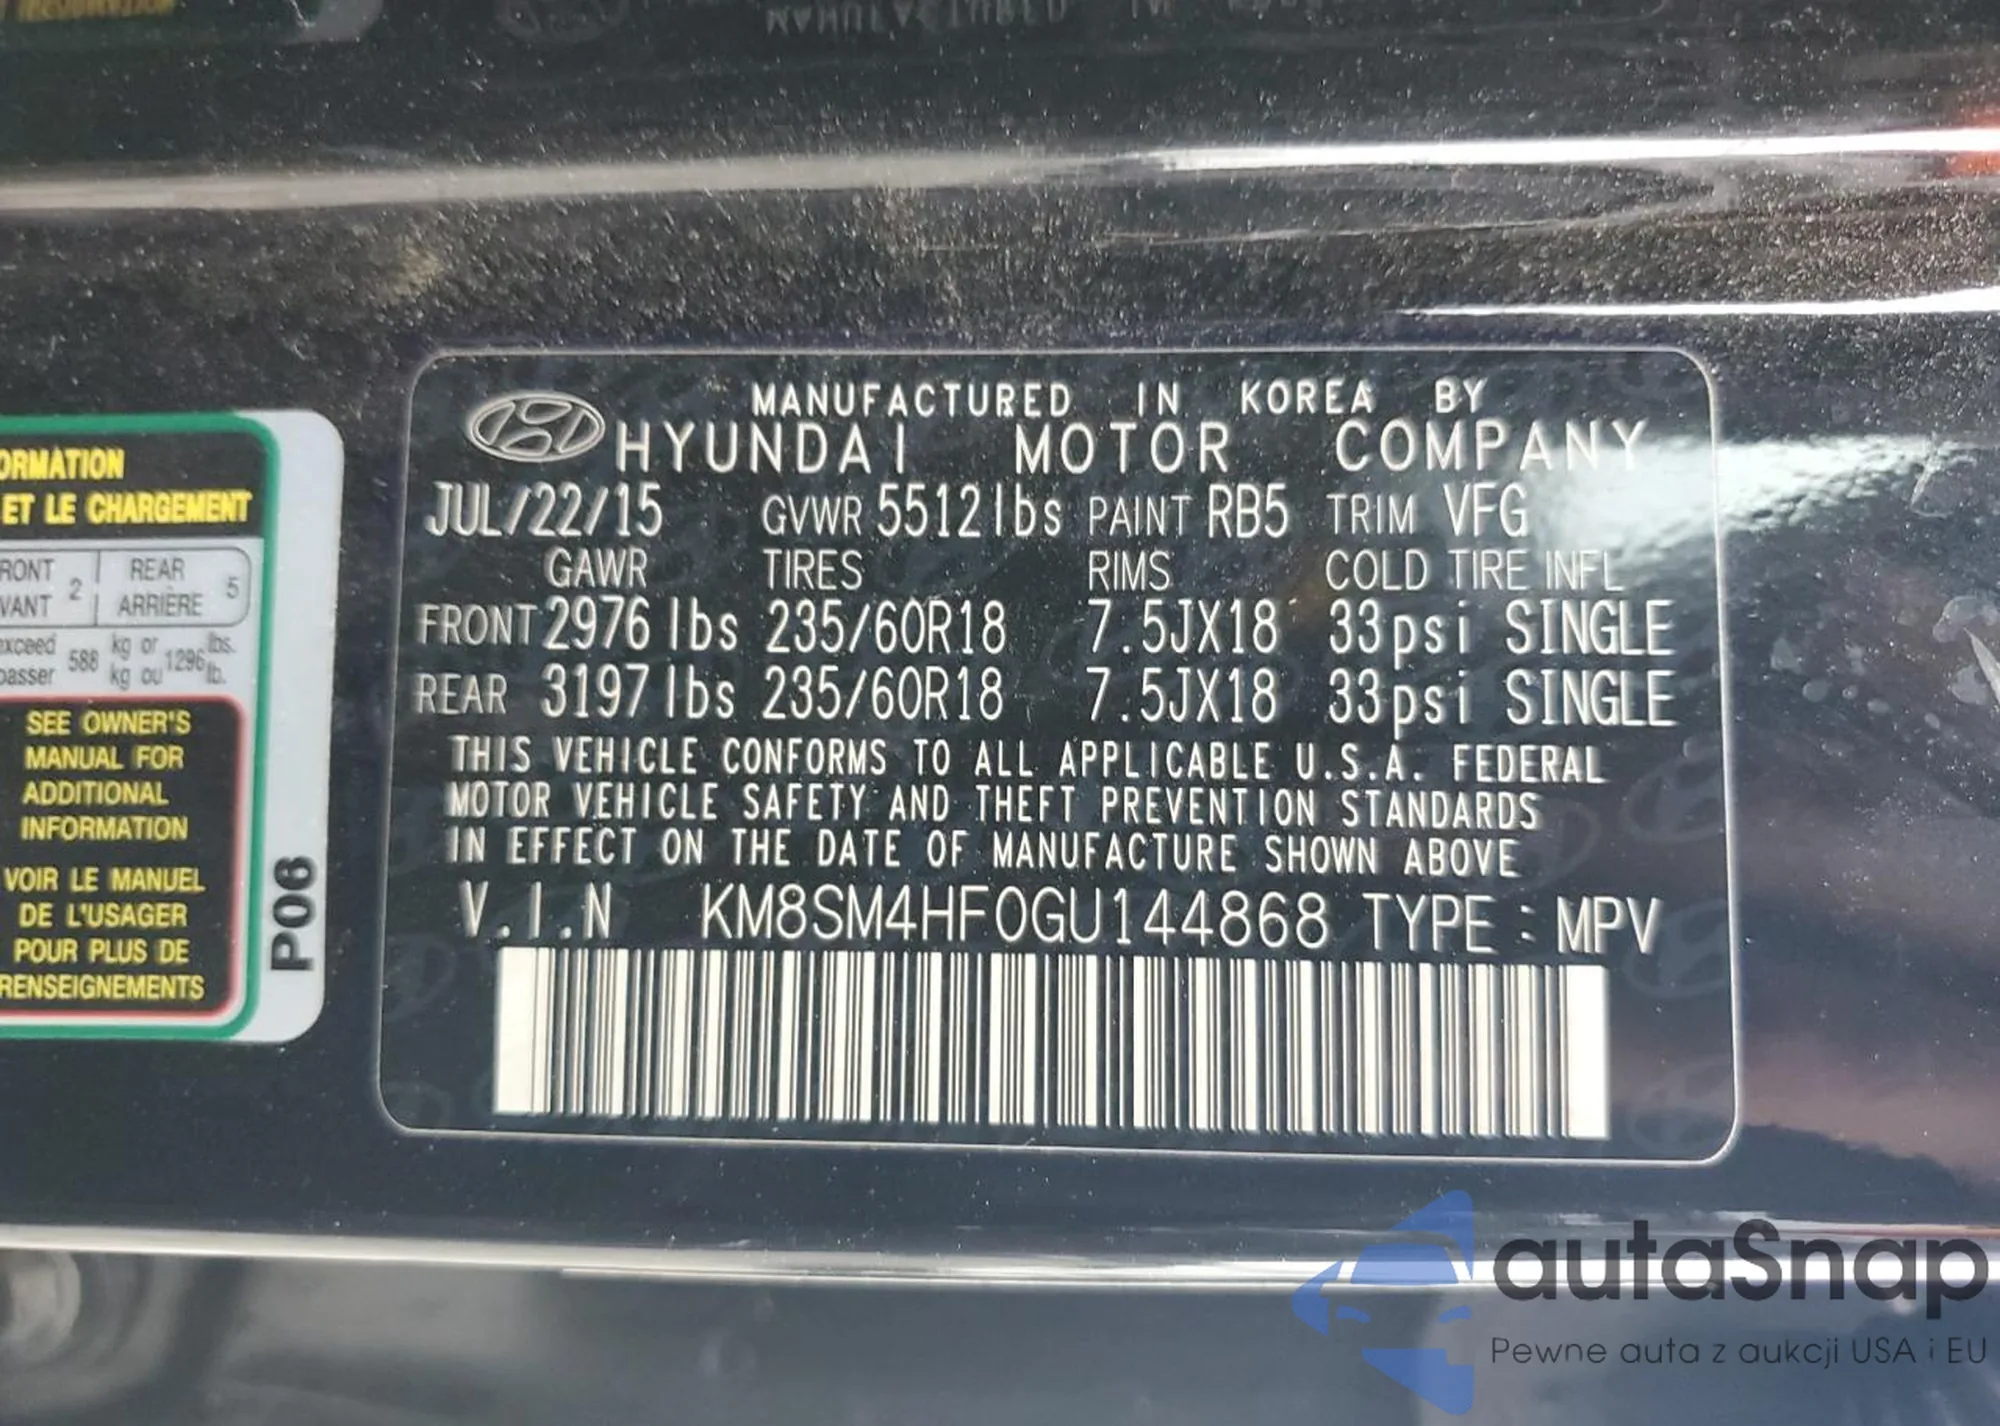 MANUFACTURED IN
MANUFACTURED IN KOREA BY
HYUNDAI MOTOR COMPANY
JUL/22/15 GVWR 5512lbs PAINT RB5 TRIM VFG
GAWR TIRES RIMS COLD TIRE INFL
FRONT 2976 lbs 235/60R18 7.5JX18 33psi SINGLE
REAR 3197 lbs 235/60R18 7.5JX18 33psi SINGLE
THIS VEHICLE CONFORMS TO ALL APPLICABLE U.S.A. FEDERAL
MOTOR VEHICLE SAFETY AND THEFT PREVENTION STANDARDS
IN EFFECT ON THE DATE OF MANUFACTURE SHOWN ABOVE
V.I.N KM8SM4HF0GU144868 TYPE : MPV
ORMATION
ET LE CHARGEMENT
RONT 2 REAR 5
VANT ARRIÈRE
exceed 588 kg or 1296 lbs.
passer kg ou lb.
SEE OWNER'S
MANUAL FOR
ADDITIONAL
INFORMATION
VOIR LE MANUEL
DE L'USAGER
POUR PLUS DE
RENSEIGNEMENTS
P06
autaSnap
Pewne auta z aukcji USA i EU